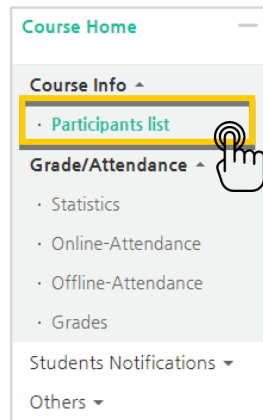 Course Home
Course Info
· Participants list
Grade/Attendance
· Statistics
· Online-Attendance
· Offline-Attendance
· Grades
Students Notifications
Others